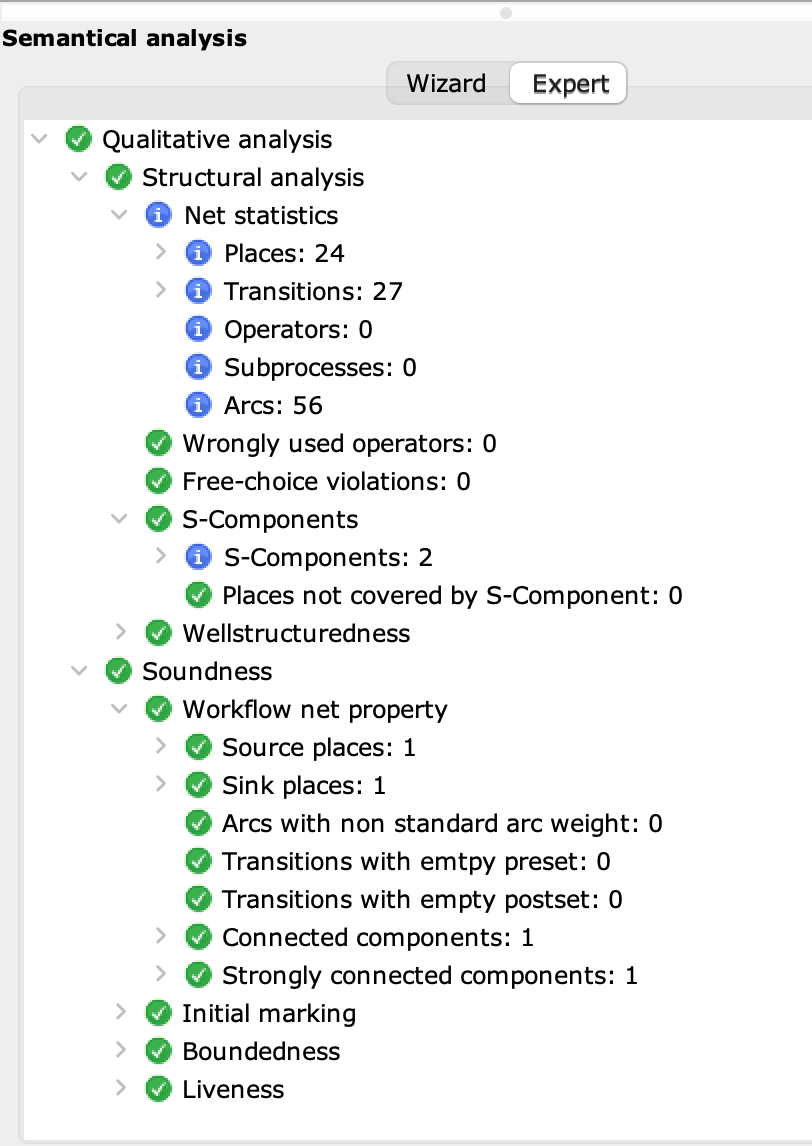 Semantical analysis
Wizard Expert
Qualitative analysis
Structural analysis
Net statistics
Places: 24
Transitions: 27
Operators: 0
Subprocesses: 0
Arcs: 56
Wrongly used operators: 0
Free-choice violations: 0
S-Components
S-Components: 2
Places not covered by S-Component: 0
Wellstructuredness
Soundness
Workflow net property
Source places: 1
Sink places: 1
Arcs with non standard arc weight: 0
Transitions with emtpy preset: 0
Transitions with empty postset: 0
Connected components: 1
Strongly connected components: 1
Initial marking
Boundedness
Liveness